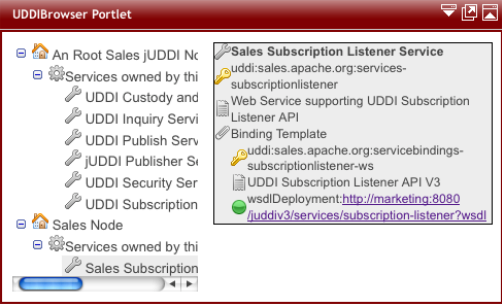 UDDIBrowser Portlet
An Root Sales jUDDI No
Services owned by thi
UDDI Custody and
UDDI Inquiry Servi
UDDI Publish Serv
jUDDI Publisher Se
UDDI Security Ser
UDDI Subscription
Sales Node
Services owned by thi
Sales Subscription
Sales Subscription Listener Service
uddi:sales.apache.org:services-
subscriptionlistener
Web Service supporting UDDI Subscription
Listener API
Binding Template
uddi:sales.apache.org:servicebindings-
subscriptionlistener-ws
UDDI Subscription Listener API V3
wsdlDeployment:http://marketing:8080
/juddiv3/services/subscription-listener?wsdl